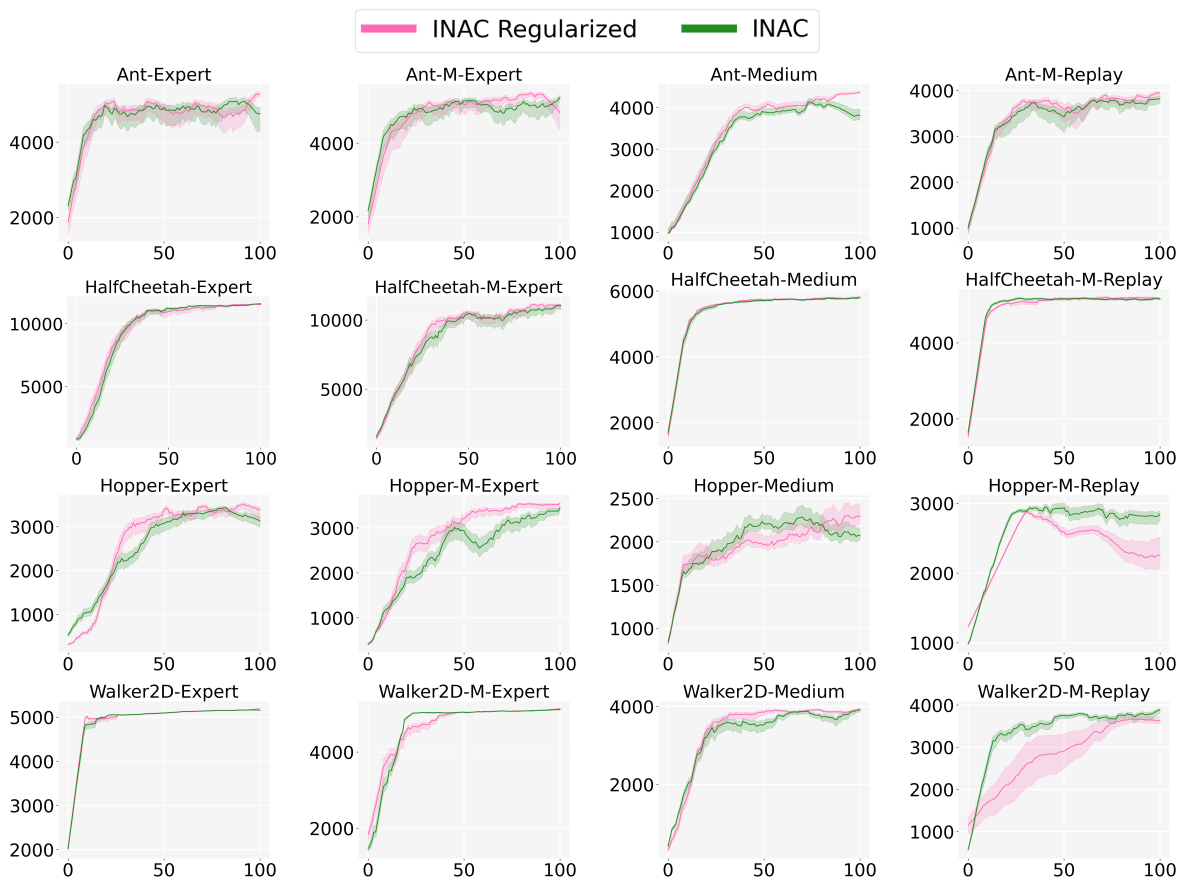 INAC Regularized INAC
Ant-Expert Ant-M-Expert Ant-Medium Ant-M-Replay
4000 4000 4000 4000
3000 3000
2000 2000 2000 2000
1000 1000
0 50 100 0 50 100 0 50 100 0 50 100
HalfCheetah-Expert HalfCheetah-M-Expert HalfCheetah-Medium HalfCheetah-M-Replay
10000 10000 6000 4000
5000 5000 4000 2000
2000
0 50 100 0 50 100 0 50 100 0 50 100
Hopper-Expert Hopper-M-Expert Hopper-Medium Hopper-M-Replay
3000 3000 2500 3000
2000 2000 2000 2000
1000 1000 1500 1000
1000
0 50 100 0 50 100 0 50 100 0 50 100
Walker2D-Expert Walker2D-M-Expert Walker2D-Medium Walker2D-M-Replay
5000 4000 4000 4000
4000 2000 2000 3000
3000 2000
2000 1000
0 50 100 0 50 100 0 50 100 0 50 100